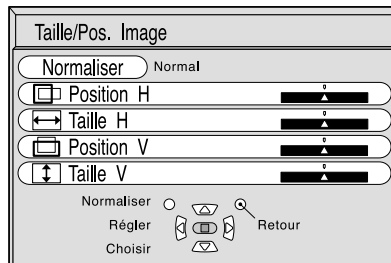 Taille/Pos. Image
Normaliser Normal
Position H
Taille H
Position V
Taille V
Normaliser
Régler Retour
Choisir